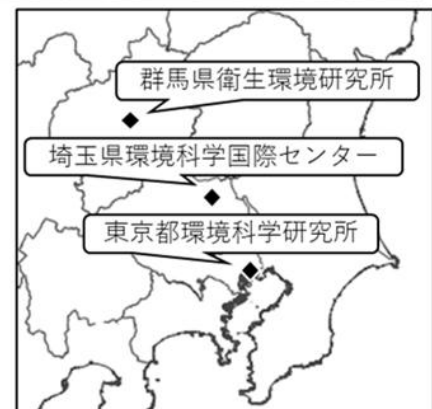 群馬県衛生環境研究所
埼玉県環境科学国際センター
東京都環境科学研究所